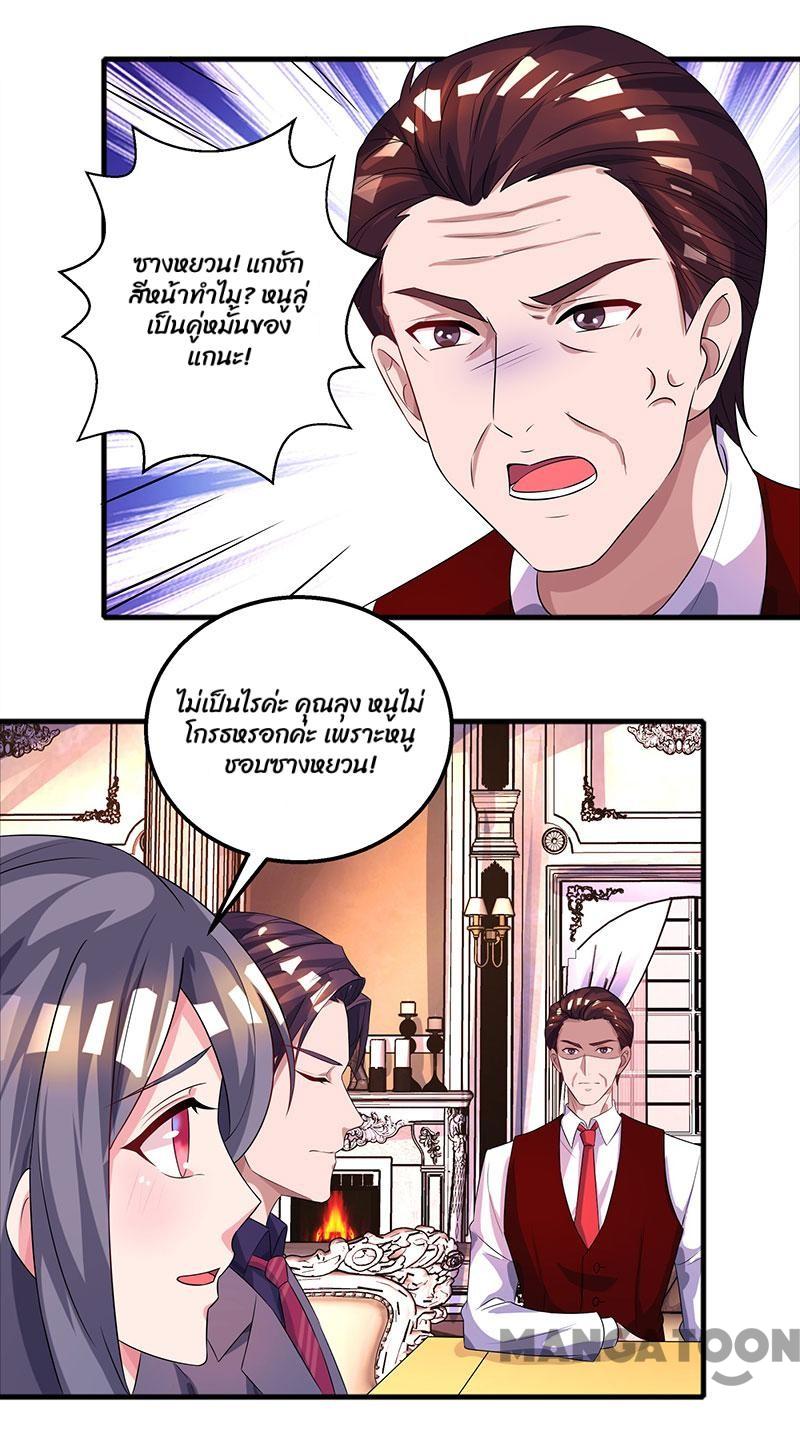 ซางหยวน! แกชัก
สีหน้าทำไม? หนูลู่
เป็นคู่หมั้นของ
แกนะ!
ไม่เป็นไรค่ะ คุณลุง หนูไม่
โกรธหรอกค่ะ เพราะหนู
ชอบซางหยวน!
MANGATOON